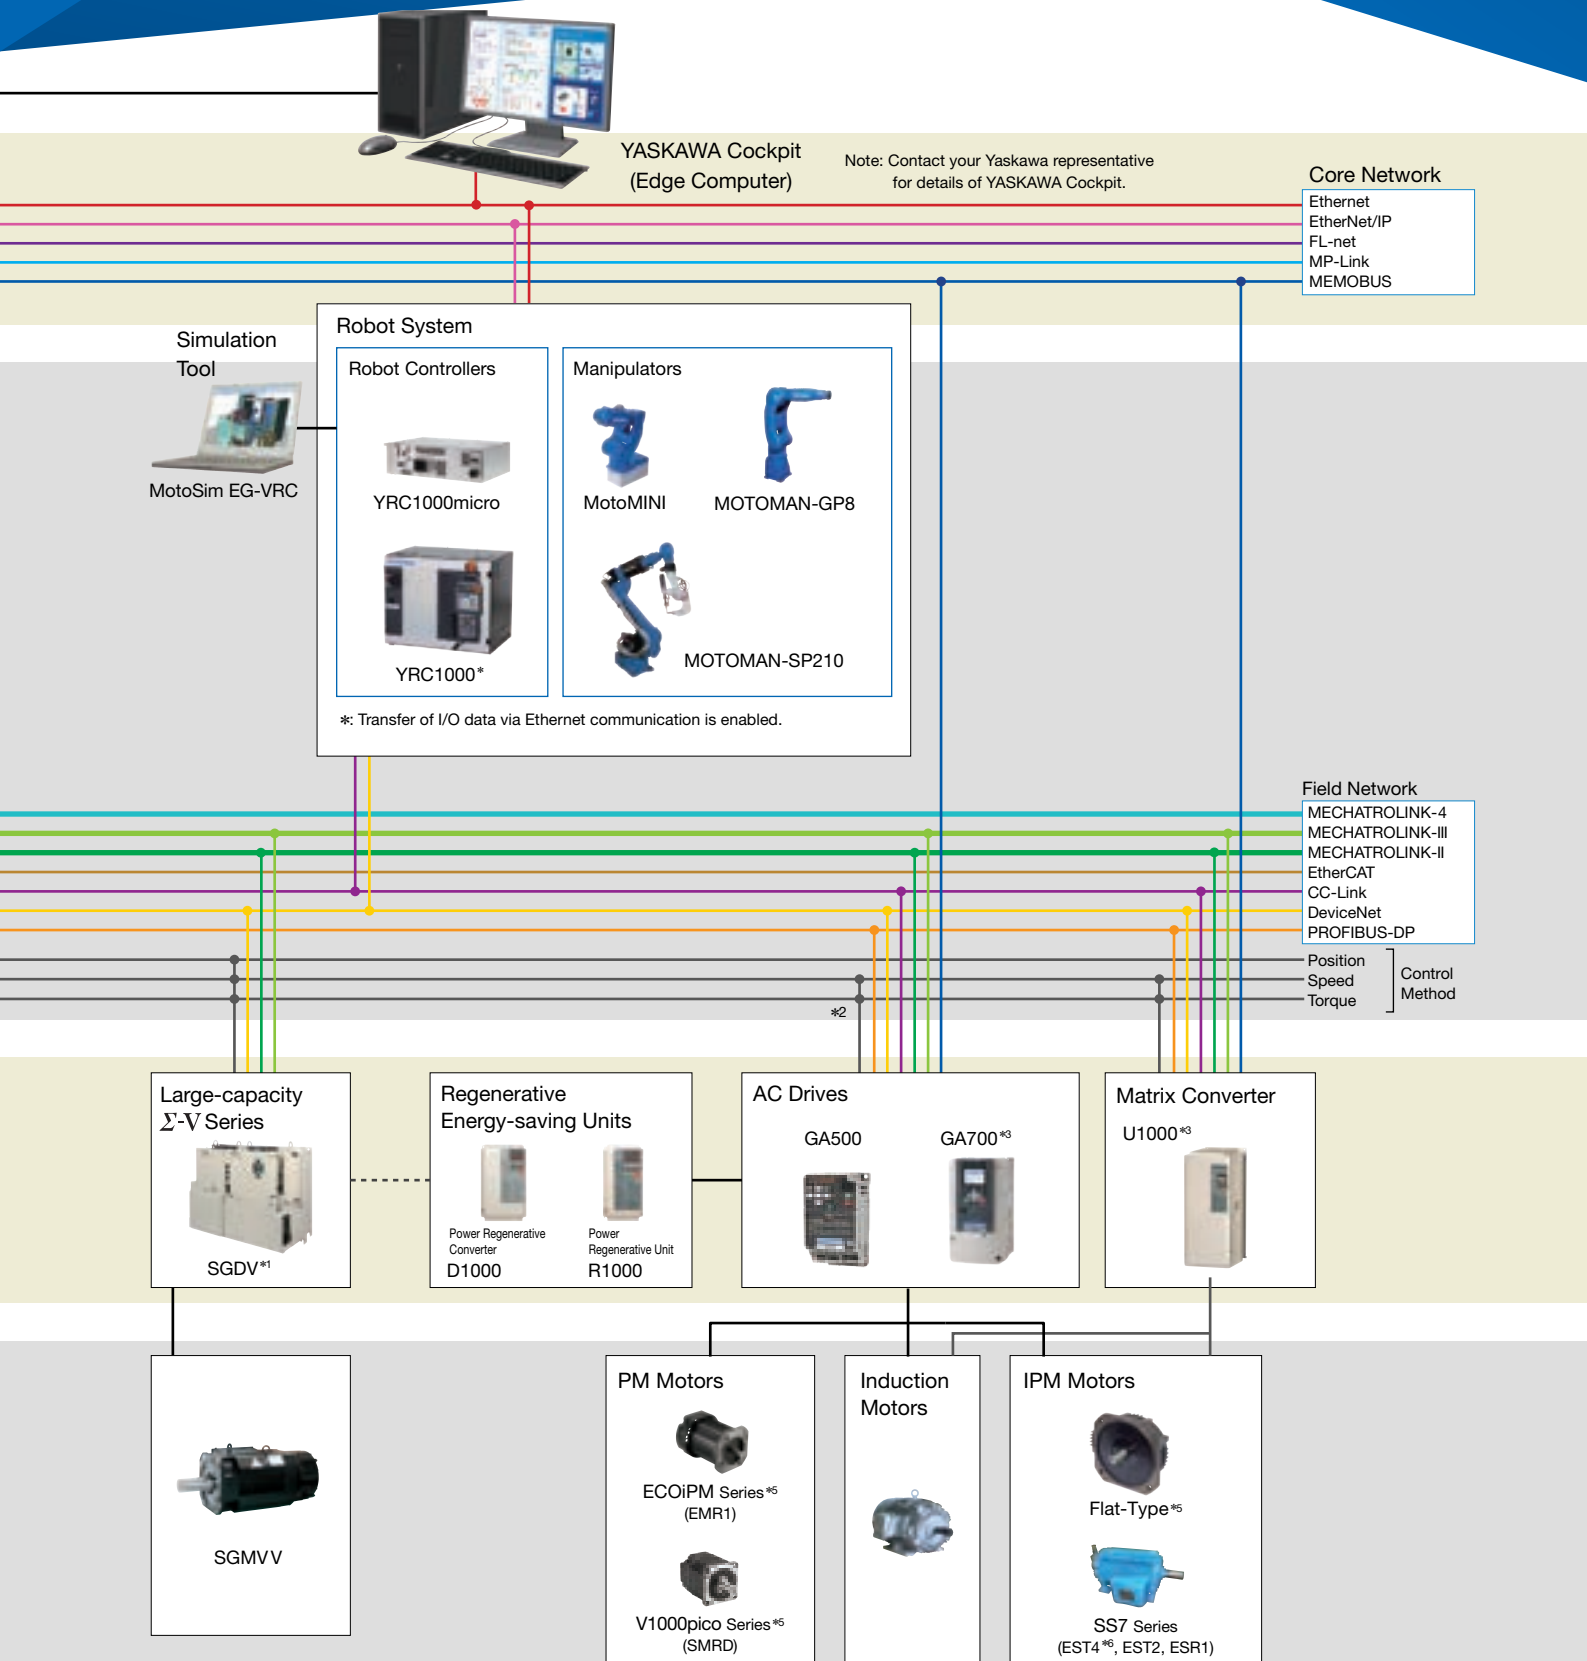 YASKAWA Cockpit
(Edge Computer)
Note: Contact your Yaskawa representative
for details of YASKAWA Cockpit.
Core Network
Ethernet
EtherNet/IP
FL-net
MP-Link
MEMOBUS
Simulation
Tool
MotoSim EG-VRC
Robot System
Robot Controllers
YRC1000micro
YRC1000*
Manipulators
MotoMINI
MOTOMAN-GP8
MOTOMAN-SP210
*: Transfer of I/O data via Ethernet communication is enabled.
Field Network
MECHATROLINK-4
MECHATROLINK-III
MECHATROLINK-II
EtherCAT
CC-Link
DeviceNet
PROFIBUS-DP
Position
Speed
Torque
Control
Method
*2
Large-capacity
Σ-V Series
SGDV*1
Regenerative
Energy-saving Units
Power Regenerative
Converter
D1000
Power
Regenerative Unit
R1000
AC Drives
GA500
GA700*3
Matrix Converter
U1000*3
SGMVV
PM Motors
ECOiPM Series*5
(EMR1)
V1000pico Series*5
(SMRD)
Induction
Motors
IPM Motors
Flat-Type*5
SS7 Series
(EST4*6, EST2, ESR1)